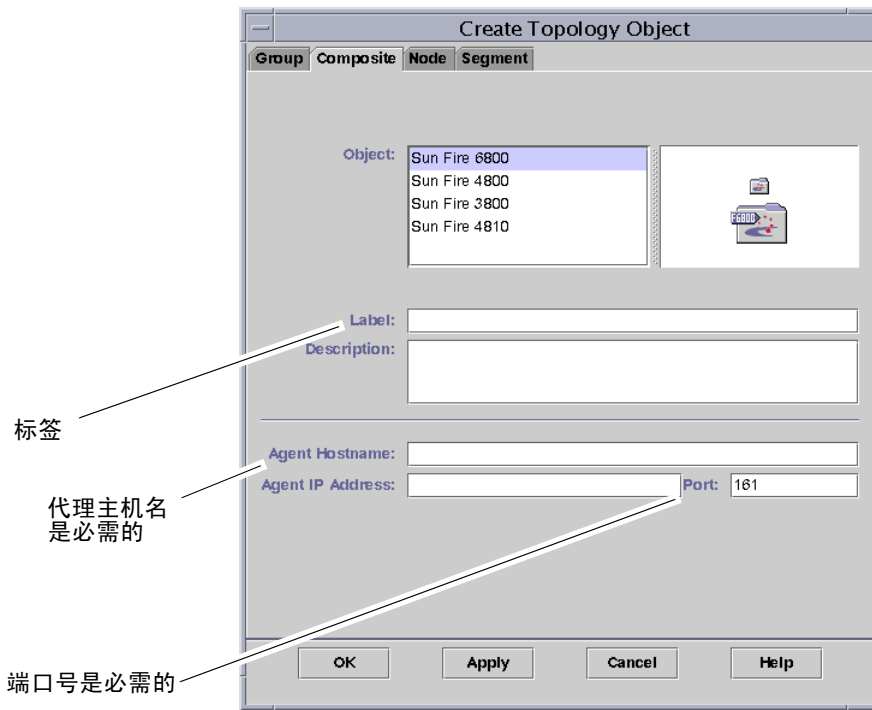 Create Topology Object
Group Composite Node Segment
Object:
Sun Fire 6800
Sun Fire 4800
Sun Fire 3800
Sun Fire 4810
F6800
Label:
Description:
标签
Agent Hostname:
Agent IP Address:
Port: 161
代理主机名
是必需的
OK Apply Cancel Help
端口号是必需的